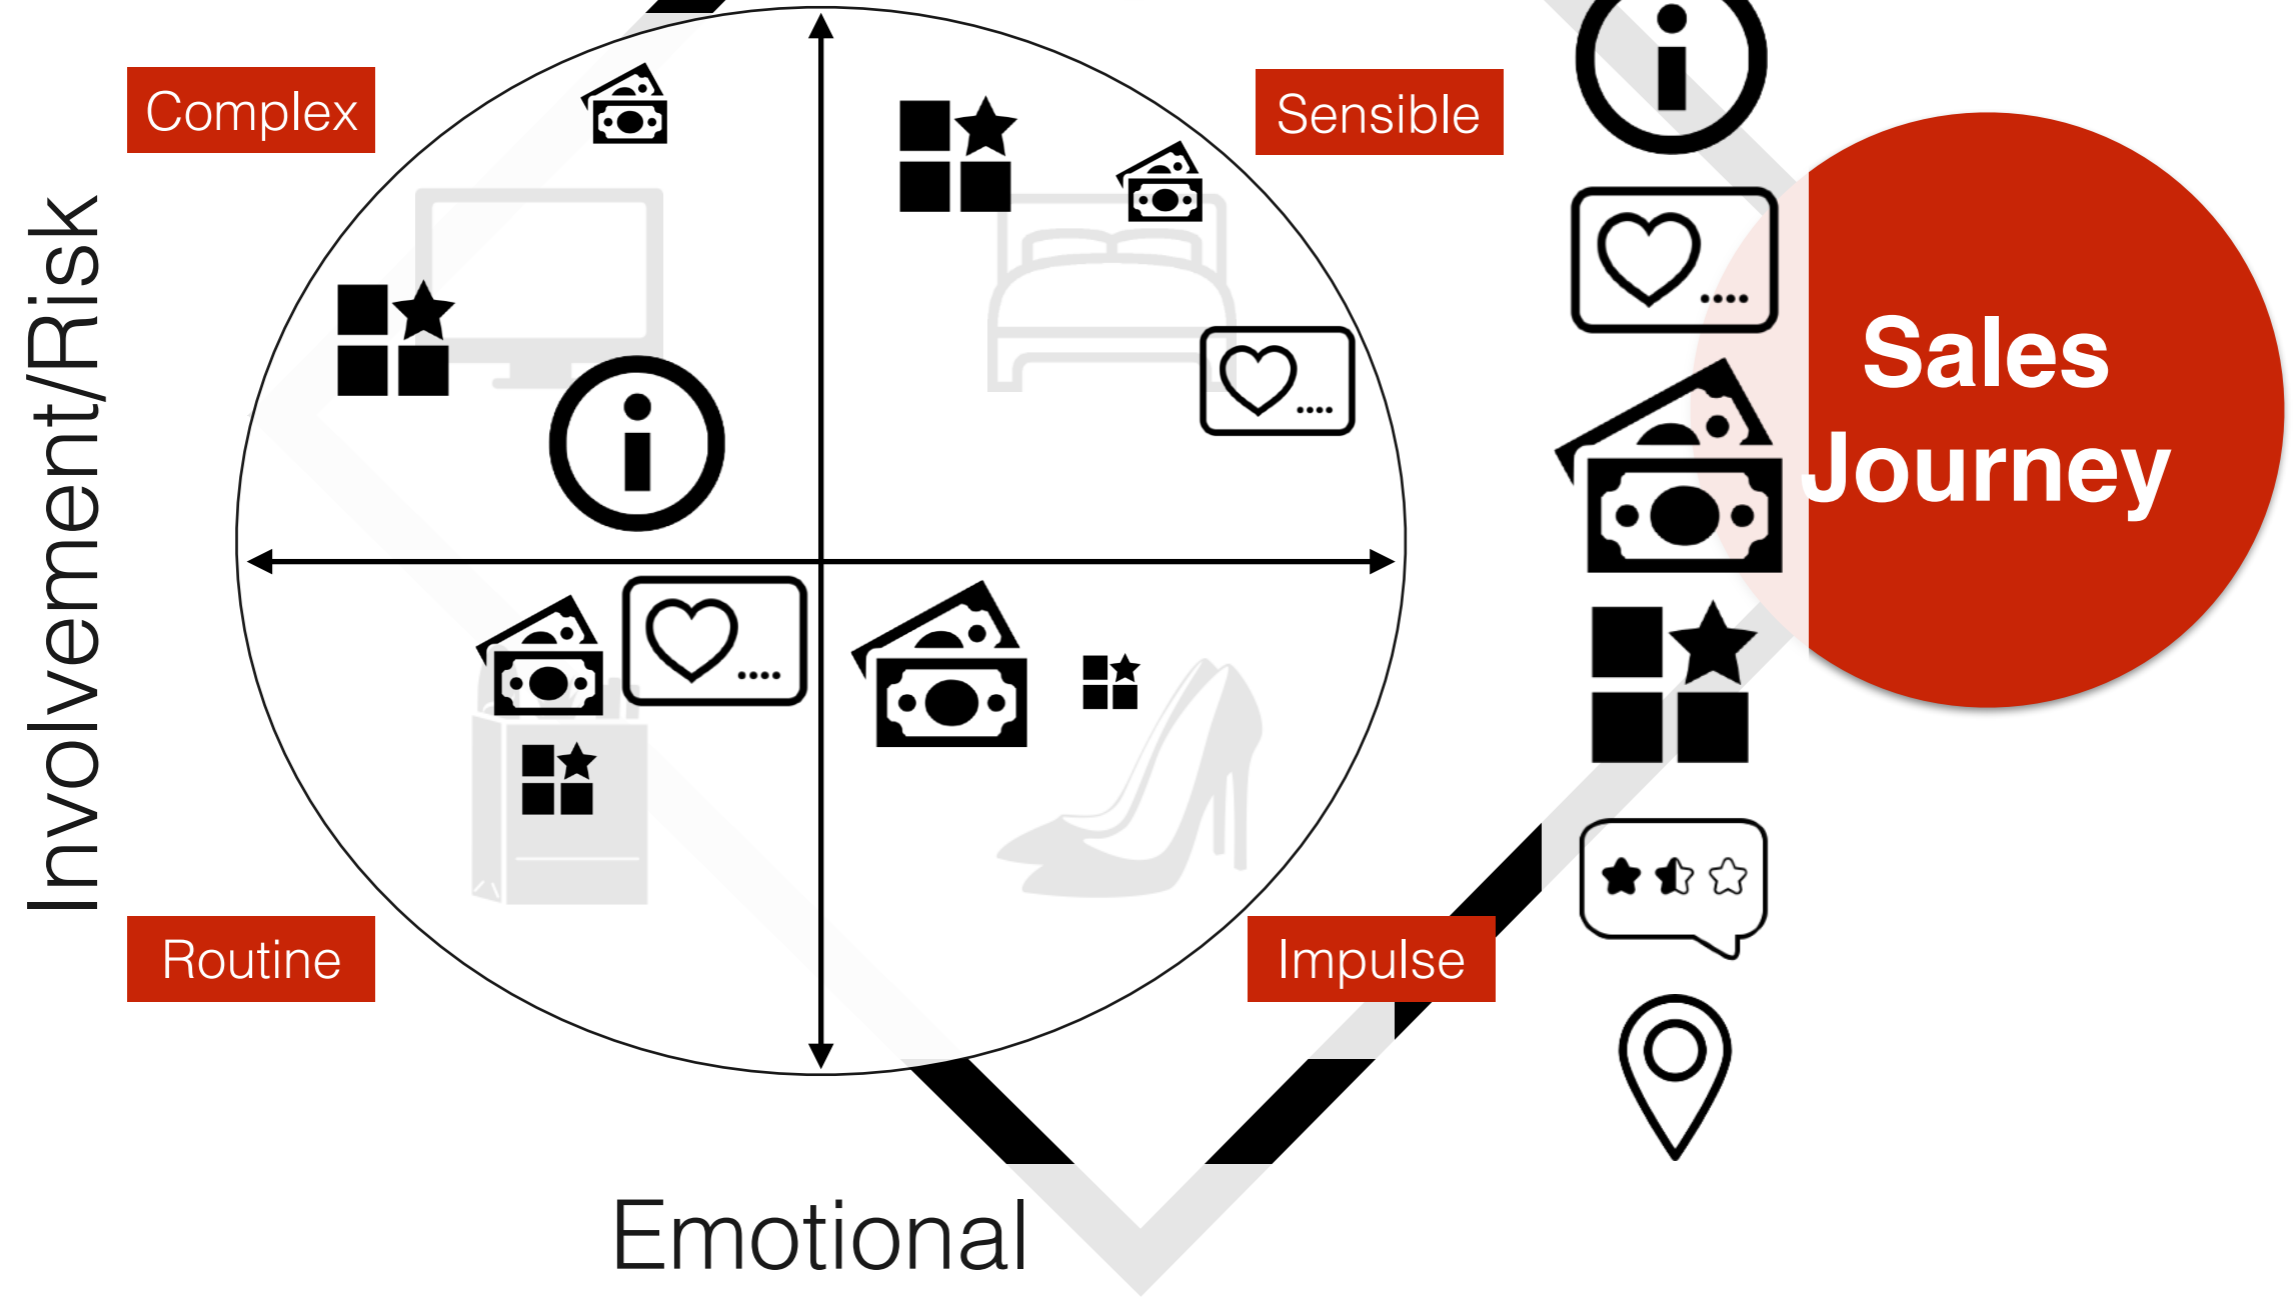 Complex
Sensible
Involvement/Risk
Sales
Journey
Routine
Impulse
Emotional